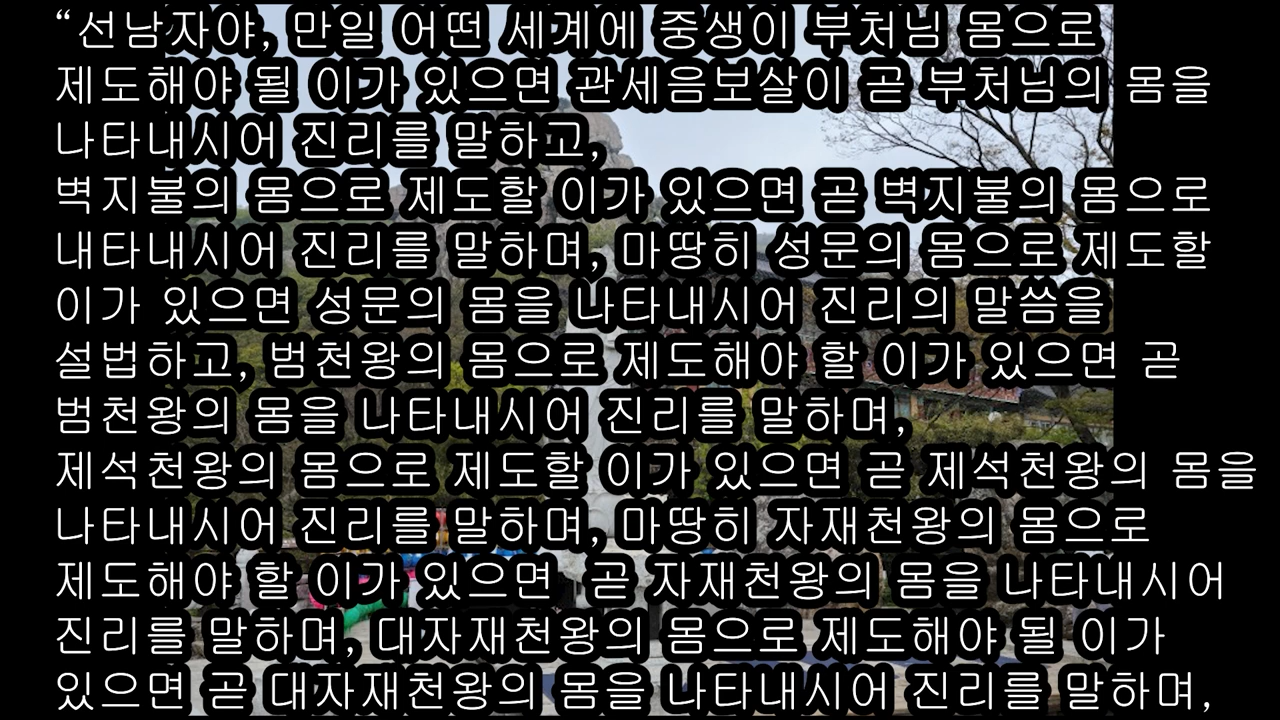 “선남자야, 만일 어떤 세계에 중생이 부처님 몸으로
제도해야 될 이가 있으면 관세음보살이 곧 부처님의 몸을
나타내시어 진리를 말하고,
벽지불의 몸으로 제도할 이가 있으면 곧 벽지불의 몸으로
내타내시어 진리를 말하며, 마땅히 성문의 몸으로 제도할
이가 있으면 성문의 몸을 나타내시어 진리의 말씀을
설법하고, 범천왕의 몸으로 제도해야 할 이가 있으면 곧
범천왕의 몸을 나타내시어 진리를 말하며,
제석천왕의 몸으로 제도할 이가 있으면 곧 제석천왕의 몸을
나타내시어 진리를 말하며, 마땅히 자재천왕의 몸으로
제도해야 할 이가 있으면 곧 자재천왕의 몸을 나타내시어
진리를 말하며, 대자재천왕의 몸으로 제도해야 될 이가
있으면 곧 대자재천왕의 몸을 나타내시어 진리를 말하며,